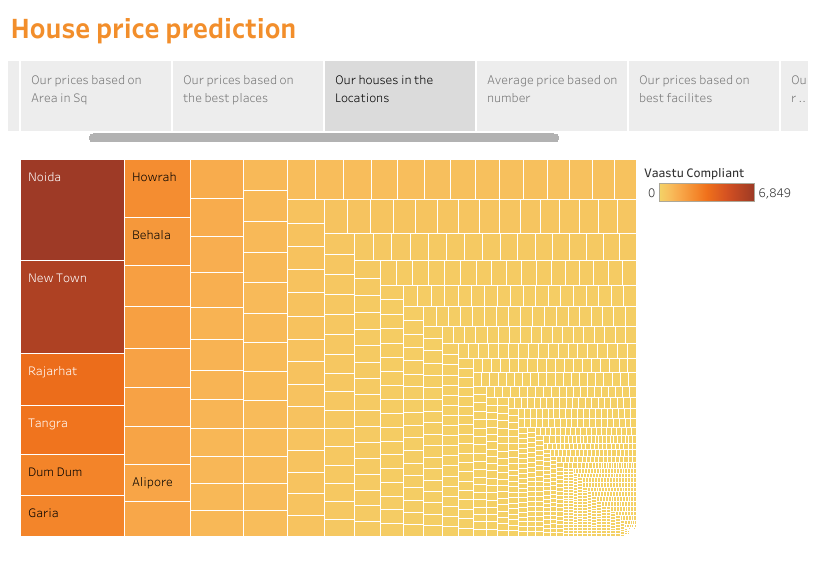 House price prediction
Our prices based on
Area in Sq
Our prices based on
the best places
Our houses in the
Locations
Average price based on
number
Our prices based on
best facilites
Ou
r ..
Noida
Howrah
Behala
New Town
Rajarhat
Tangra
Dum Dum
Alipore
Garia
Vaastu Compliant
0 6,849